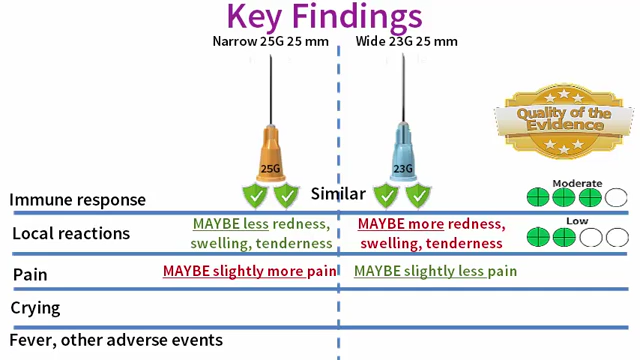 Key Findings
Narrow 25G 25 mm
Wide 23G 25 mm
Quality of the
Evidence
25G
23G
Immune response
Similar
Moderate
Local reactions
MAYBE less redness,
swelling, tenderness
MAYBE more redness,
swelling, tenderness
Low
Pain
MAYBE slightly more pain
MAYBE slightly less pain
Crying
Fever, other adverse events